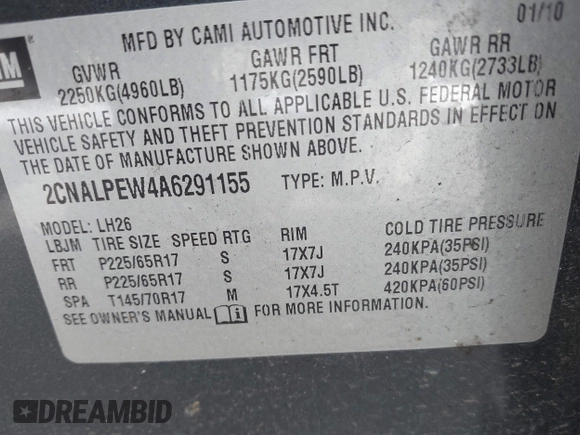 01/10
MFD BY CAMI AUTOMOTIVE INC.
GM
GVWR GAWR FRT GAWR RR
2250KG(4960LB) 1175KG(2590LB) 1240KG(2733LB)
THIS VEHICLE CONFORMS TO ALL APPLICABLE U.S. FEDERAL MOTOR
VEHICLE SAFETY AND THEFT PREVENTION STANDARDS IN EFFECT ON
THE DATE OF MANUFACTURE SHOWN ABOVE.
2CNALPEW4A6291155 TYPE: M.P.V.
MODEL: LH26
LBJM TIRE SIZE SPEED RTG RIM COLD TIRE PRESSURE
FRT P225/65R17 S 17X7J 240KPA(35PSI)
RR P225/65R17 S 17X7J 240KPA(35PSI)
SPA T145/70R17 M 17X4.5T 420KPA(60PSI)
SEE OWNER'S MANUAL FOR MORE INFORMATION.
DREAMBID